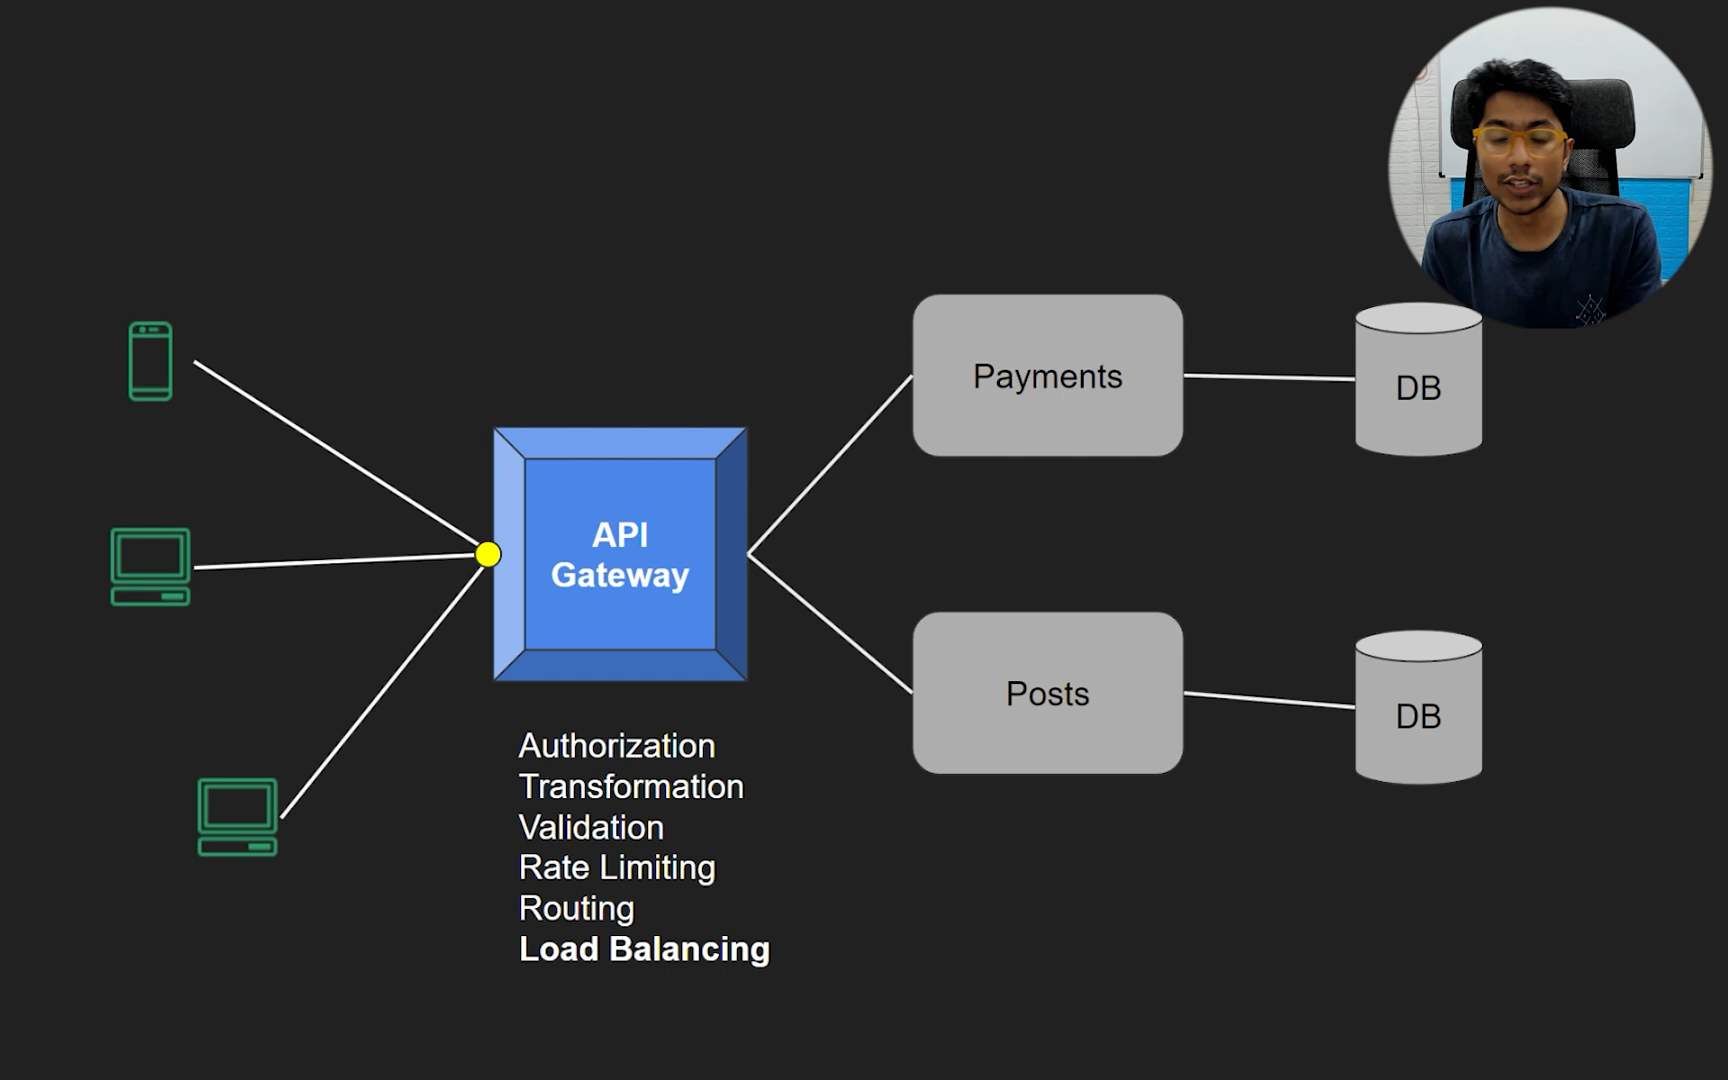 Payments
DB
API
Gateway
Posts
DB
Authorization
Transformation
Validation
Rate Limiting
Routing
Load Balancing